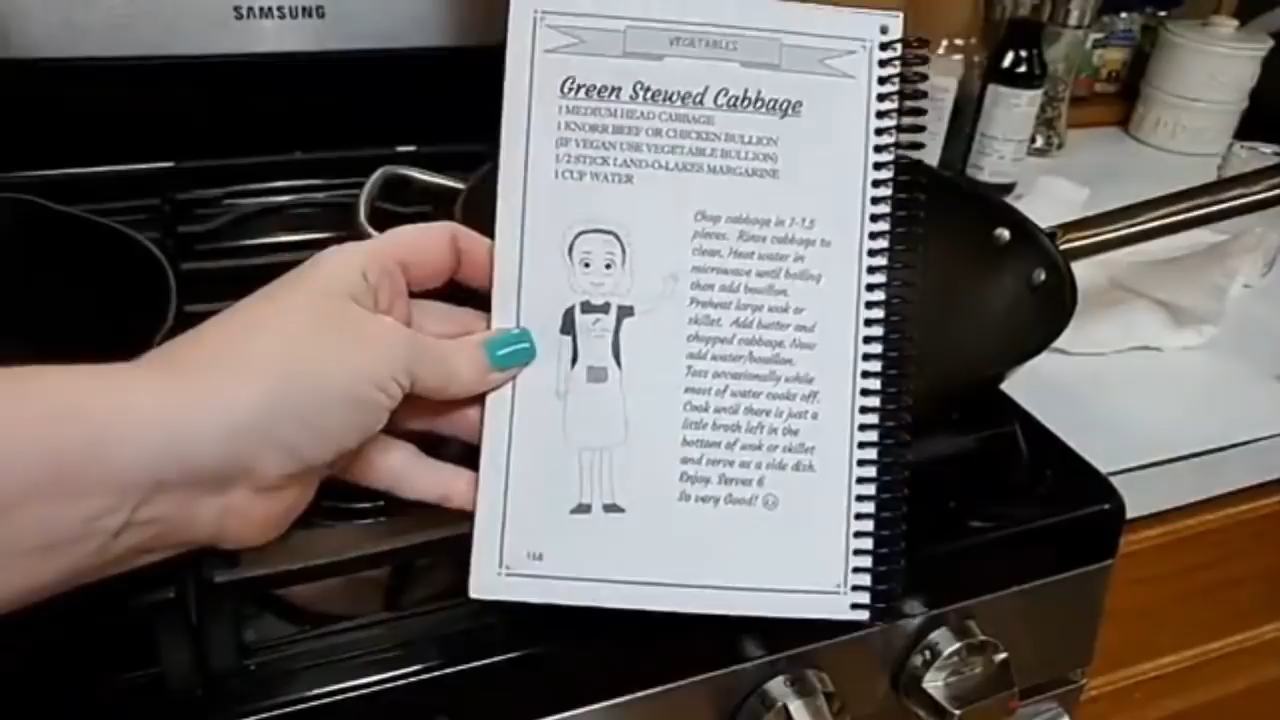 SAMSUNG
VEGETABLES
Green Stewed Cabbage
1 MEDIUM HEAD CABBAGE
1 KNORR BEEF OR CHICKEN BULLION
(IF VEGAN USE VEGETABLE BULLION)
1/2 STICK LAND-O-LAKES MARGARINE
1 CUP WATER
Chop cabbage in 1-1.5
pieces. Rinse cabbage to
clean. Heat water in
microwave until boiling
then add bouillon.
Preheat large wok or
skillet. Add butter and
chopped cabbage. Now
add water/bouillon.
Toss occasionally while
most of water cooks off.
Cook until there is just a
little broth left in the
bottom of wok or skillet
and serve as a side dish.
Enjoy. Serves 6
So very Good!